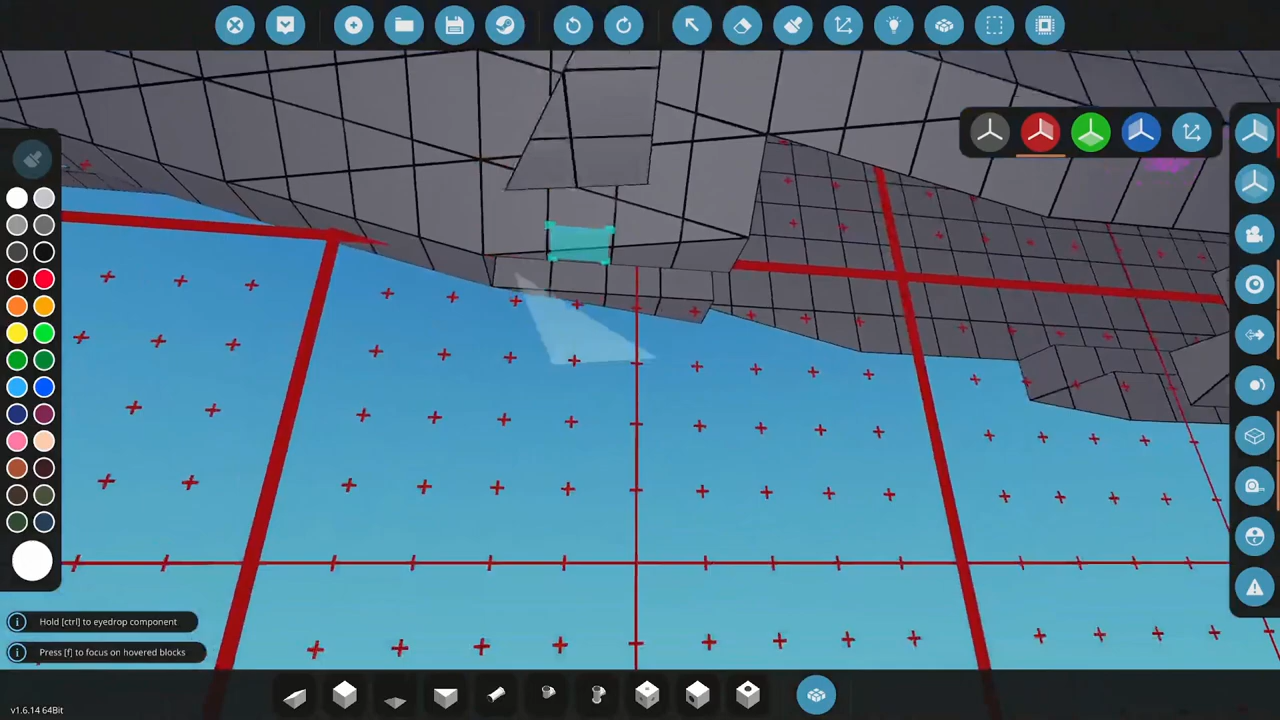 Hold [ctrl] to eyedrop component
Press [f] to focus on hovered blocks
v1.6.14 64Bit